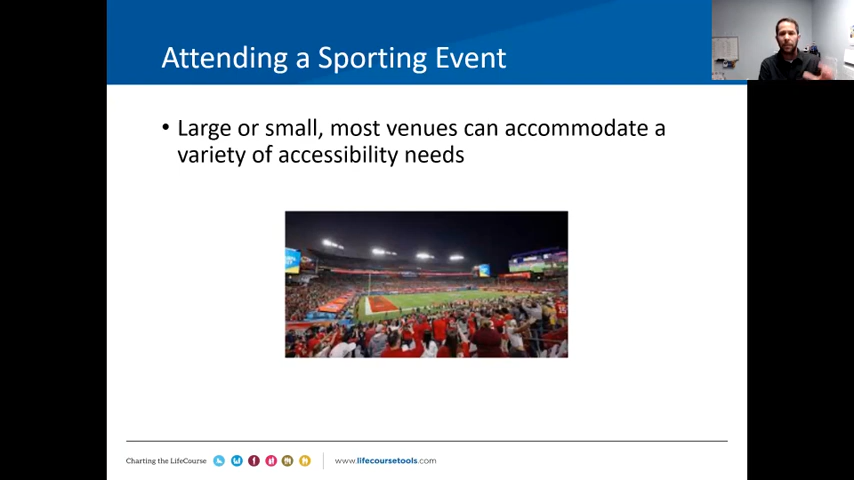 Attending a Sporting Event
• Large or small, most venues can accommodate a
variety of accessibility needs
Charting the LifeCourse
www.lifecoursetools.com